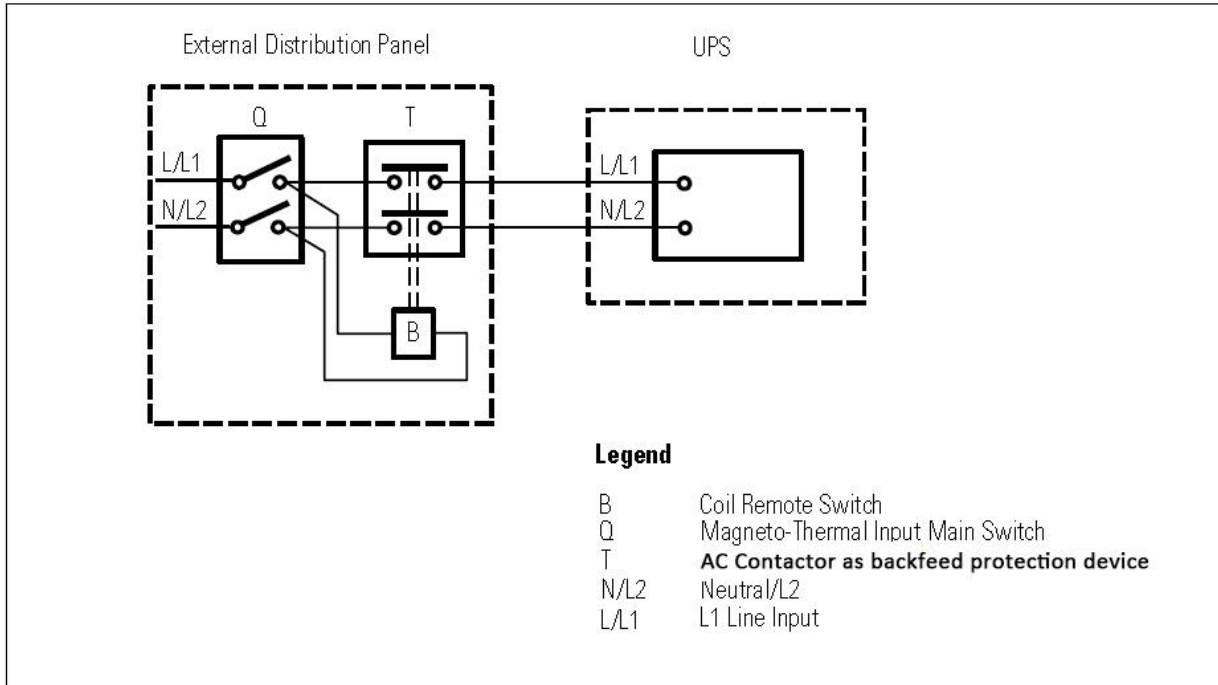 External Distribution Panel
UPS
Q
T
L/L1
N/L2
L/L1
N/L2
B
Legend
B Coil Remote Switch
Q Magneto-Thermal Input Main Switch
T AC Contactor as backfeed protection device
N/L2 Neutral/L2
L/L1 L1 Line Input